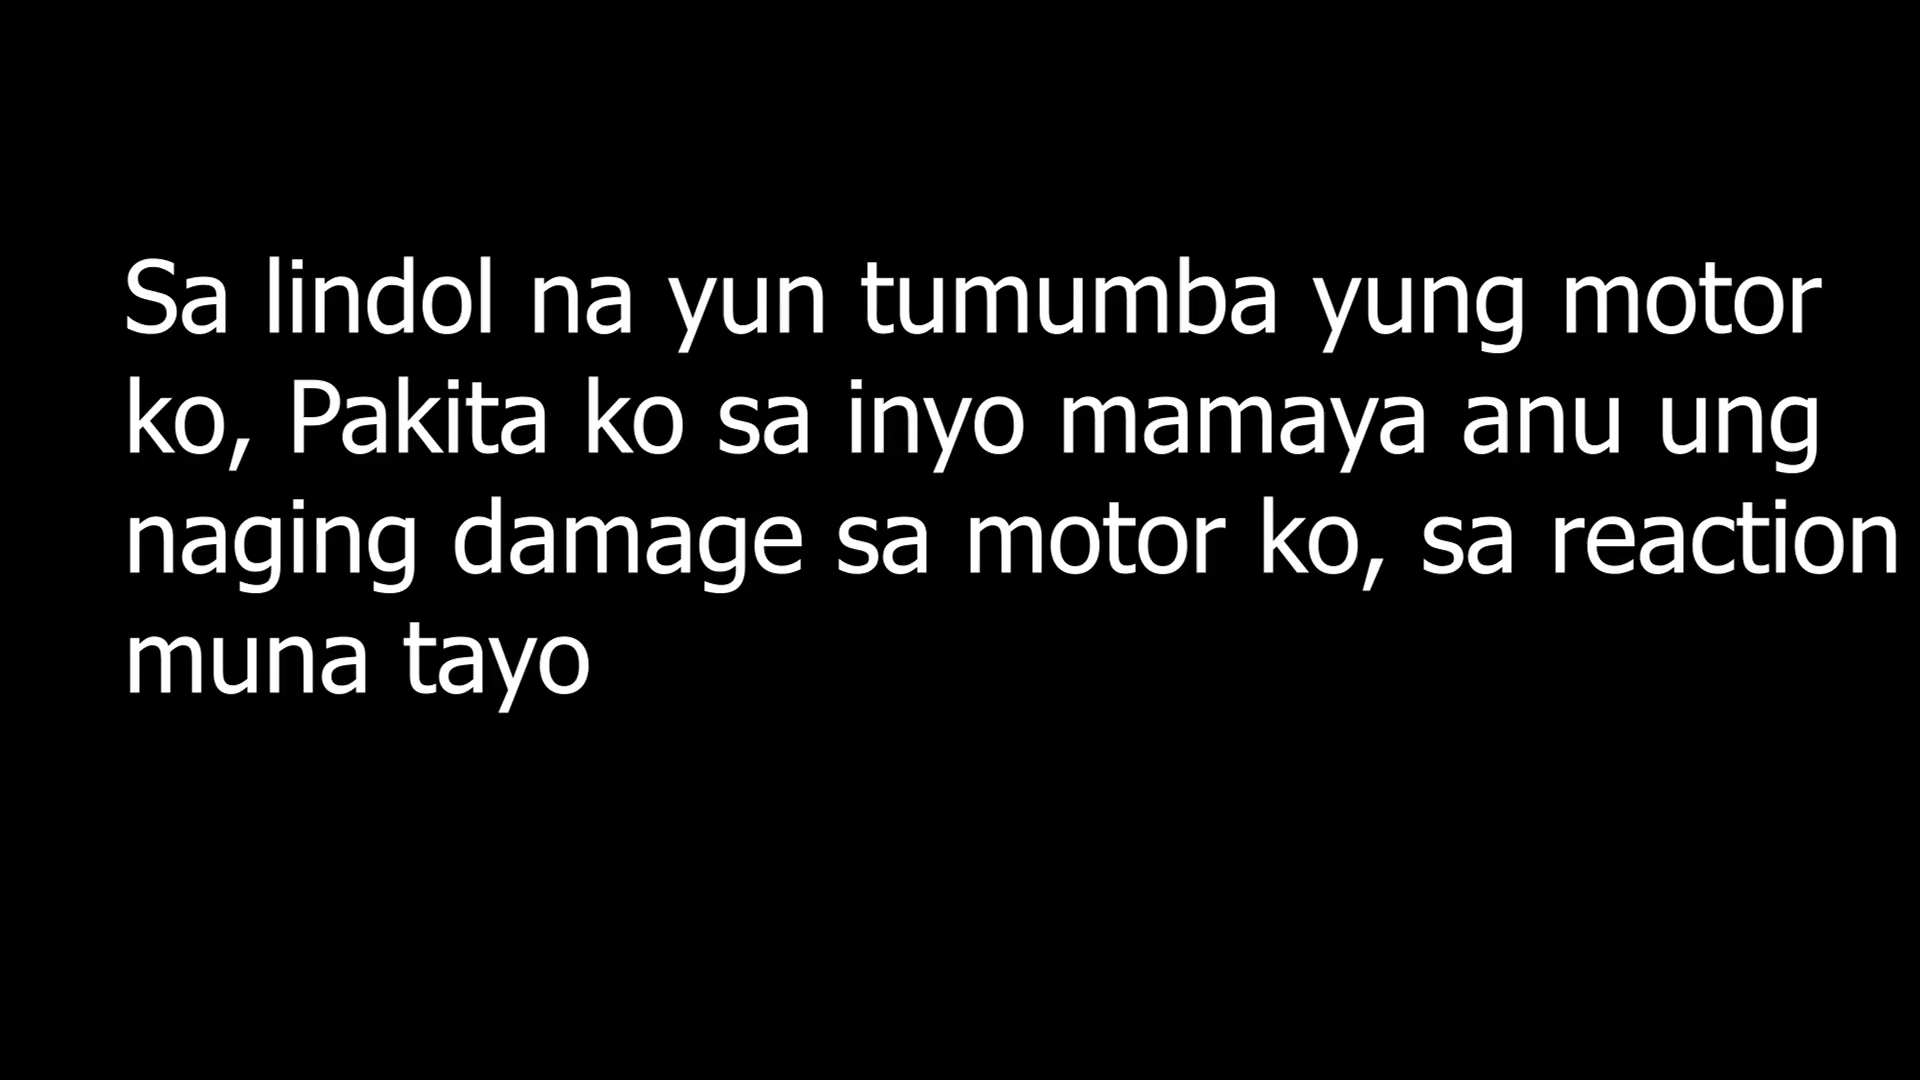 Sa lindol na yun tumumba yung motor
ko, Pakita ko sa inyo mamaya anu ung
naging damage sa motor ko, sa reaction
muna tayo